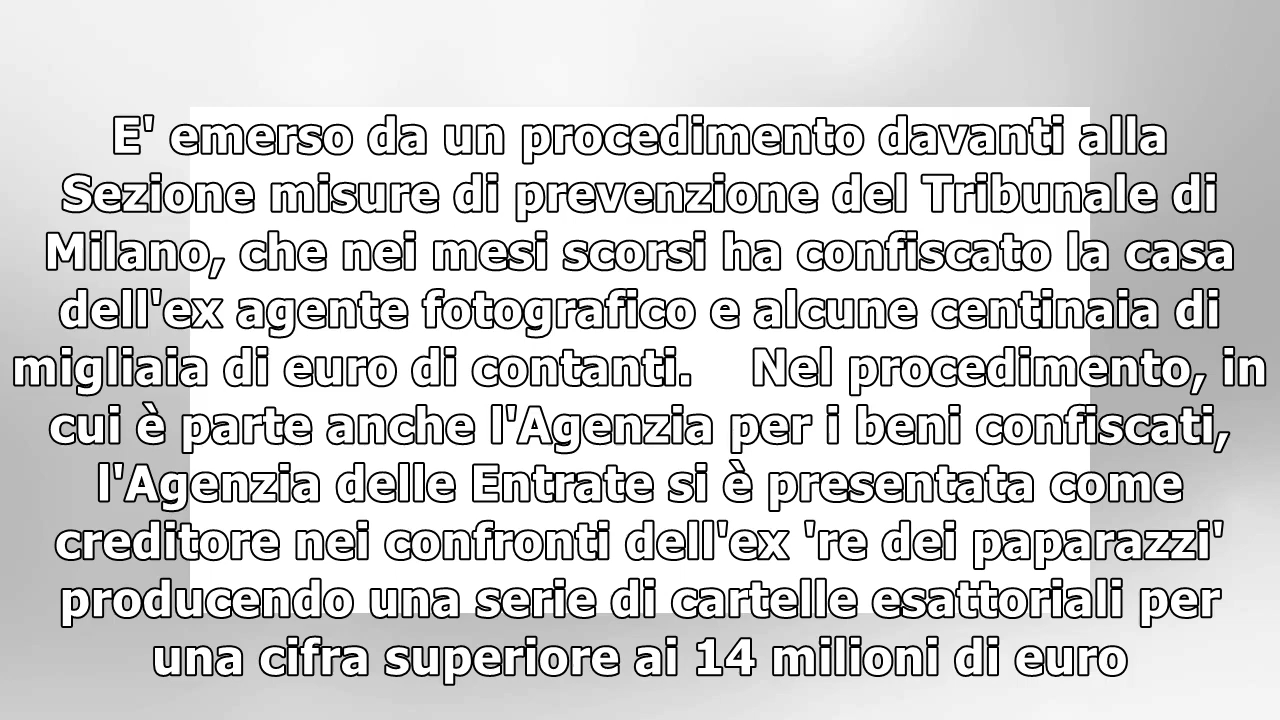 E' emerso da un procedimento davanti alla
Sezione misure di prevenzione del Tribunale di
Milano, che nei mesi scorsi ha confiscato la casa
dell'ex agente fotografico e alcune centinaia di
migliaia di euro di contanti.    Nel procedimento, in
cui è parte anche l'Agenzia per i beni confiscati,
l'Agenzia delle Entrate si è presentata come
creditore nei confronti dell'ex 're dei paparazzi'
producendo una serie di cartelle esattoriali per
una cifra superiore ai 14 milioni di euro